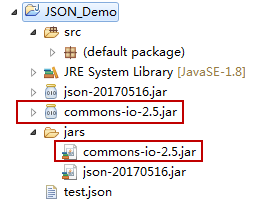 JSON_Demo
src
(default package)
JRE System Library [JavaSE-1.8]
json-20170516.jar
commons-io-2.5.jar
jars
commons-io-2.5.jar
json-20170516.jar
test.json